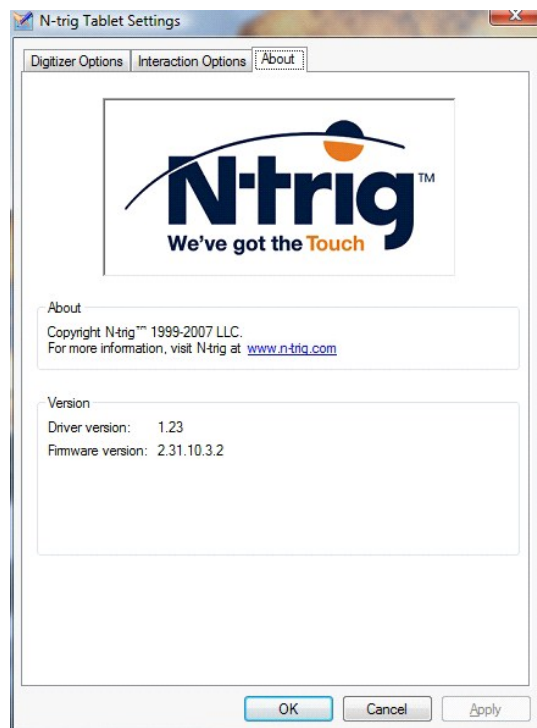 N-trig Tablet Settings
Digitizer Options Interaction Options About
N-trig™
We've got the Touch
About
Copyright N-trig™ 1999-2007 LLC.
For more information, visit N-trig at www.n-trig.com
Version
Driver version: 1.23
Firmware version: 2.31.10.3.2
OK Cancel Apply